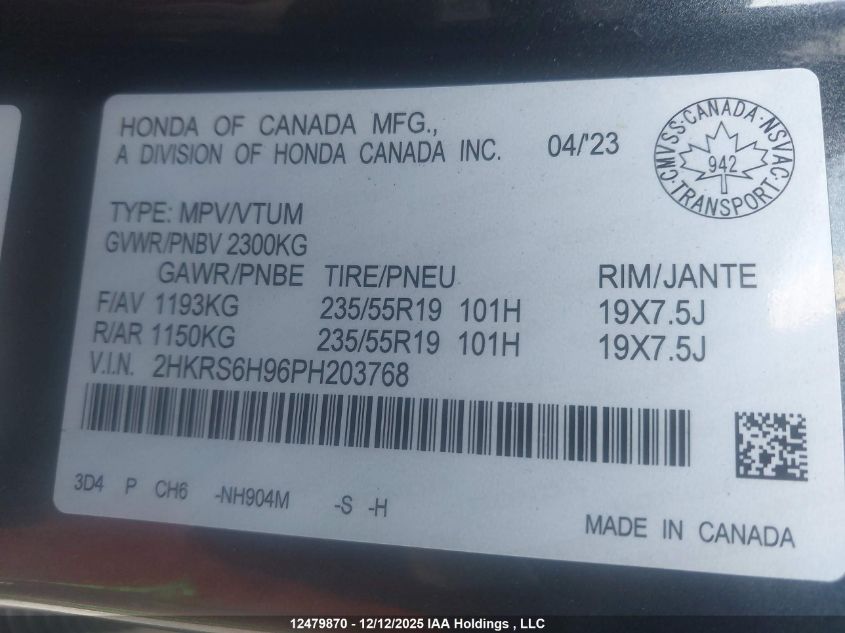 HONDA OF CANADA MFG.,
A DIVISION OF HONDA CANADA INC. 04/'23
CMVSS·CANADA·NSVAC·TRANSPORT·
942
TYPE: MPV/VTUM
GVWR/PNBV 2300KG
GAWR/PNBE TIRE/PNEU RIM/JANTE
F/AV 1193KG 235/55R19 101H 19X7.5J
R/AR 1150KG 235/55R19 101H 19X7.5J
V.I.N. 2HKRS6H96PH203768
3D4 P CH6 -NH904M -S -H
MADE IN CANADA
12479870 - 12/12/2025 IAA Holdings , LLC